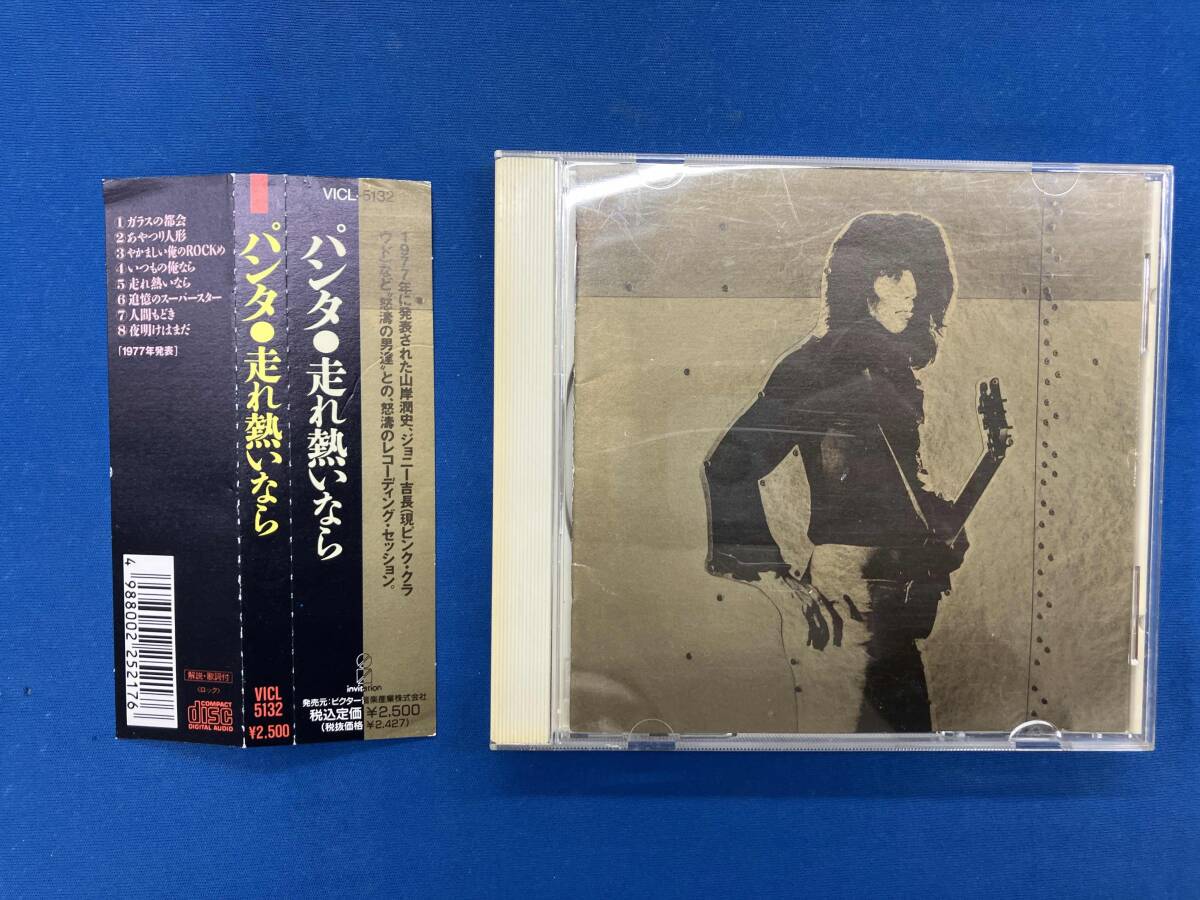 1 ガラスの都会
2 あやつり人形
3 やかましい俺のROCKめ
4 いつもの俺なら
5 走れ熱いなら
6 追憶のスーパースター
7 人間もどき
8 夜明けはまだ
[1977年発表]
4 988002 252176
解説・歌詞付
〈ロック〉
COMPACT
disc
DIGITAL AUDIO
パンタ●走れ熱いなら
VICL
5132
¥2,500
VICL-5132
パンタ●走れ熱いなら
1977年に発表された山岸潤史、ジョニー吉長(現ピンク・クラ
ウド)など“怒濤の男達”との、怒濤のレコーディング・セッション。
invitation
発売元:ビクター音楽産業株式会社
税込定価 ¥2,500
(税抜価格 ¥2,427)